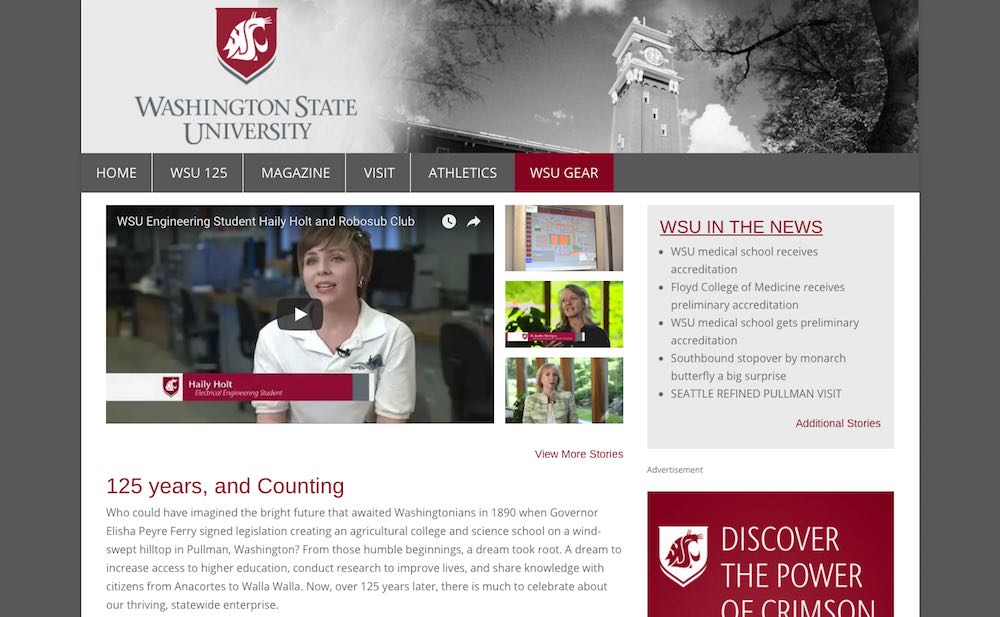 WASHINGTON STATE
UNIVERSITY
HOME WSU 125 MAGAZINE VISIT ATHLETICS WSU GEAR
WSU Engineering Student Haily Holt and Robosub Club
Haily Holt
Electrical Engineering Student
View More Stories
125 years, and Counting
Who could have imagined the bright future that awaited Washingtonians in 1890 when Governor
Elisha Peyre Ferry signed legislation creating an agricultural college and science school on a wind-
swept hilltop in Pullman, Washington? From those humble beginnings, a dream took root. A dream to
increase access to higher education, conduct research to improve lives, and share knowledge with
citizens from Anacortes to Walla Walla. Now, over 125 years later, there is much to celebrate about
our thriving, statewide enterprise.
WSU IN THE NEWS
WSU medical school receives
accreditation
Floyd College of Medicine receives
preliminary accreditation
WSU medical school gets preliminary
accreditation
Southbound stopover by monarch
butterfly a big surprise
SEATTLE REFINED PULLMAN VISIT
Additional Stories
Advertisement
DISCOVER
THE POWER
OF CRIMSON